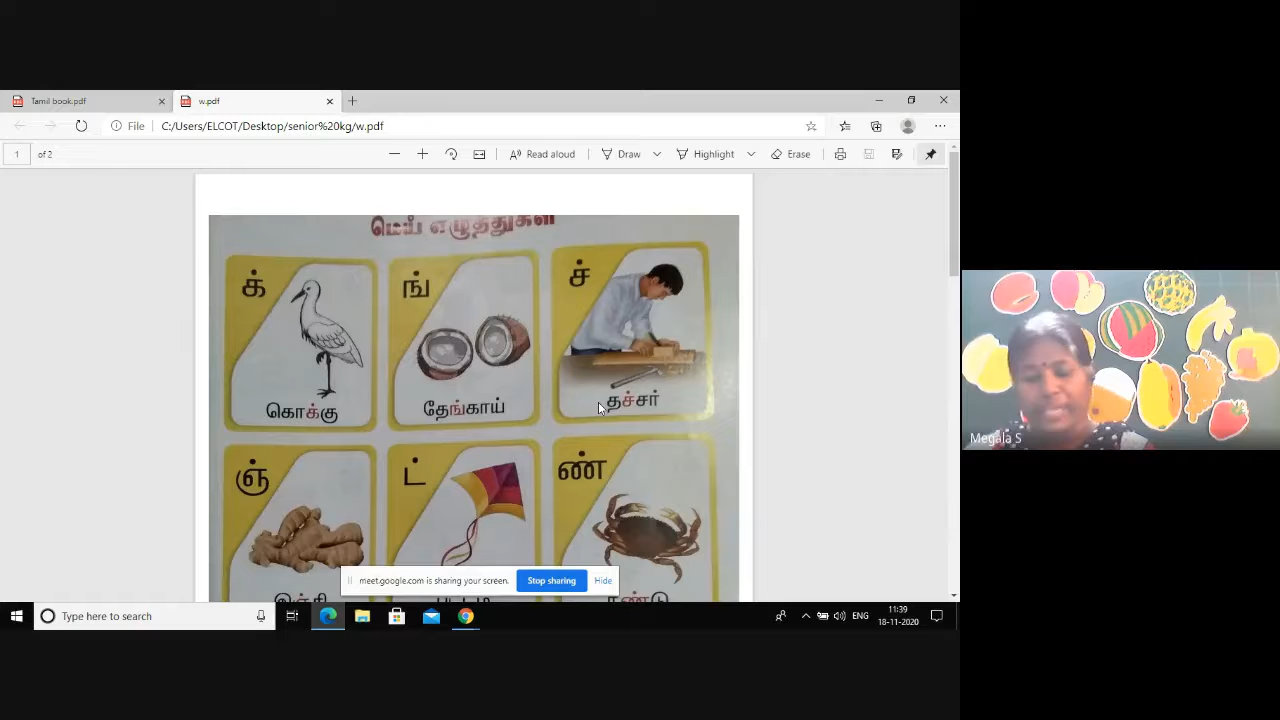 Tamil book.pdf
w.pdf
File
C:/Users/ELCOT/Desktop/senior%20kg/w.pdf
1 of 2
Read aloud
Draw
Highlight
Erase
மெய் எழுத்துகள்
க் ங் ச்
கொக்கு தேங்காய் தச்சர்
ஞ் ட் ண்
meet.google.com is sharing your screen. Stop sharing Hide
Megala S
Type here to search
ENG
11:39
18-11-2020